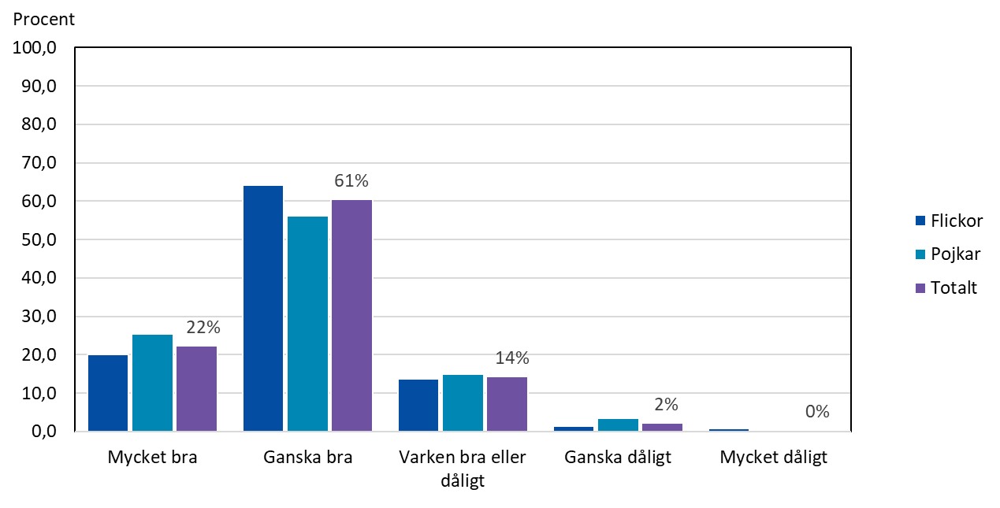 Procent
100,0
90,0
80,0
70,0
60,0
50,0
40,0
30,0
20,0
10,0
0,0
22%
61%
14%
2%
0%
Mycket bra
Ganska bra
Varken bra eller
dåligt
Ganska dåligt
Mycket dåligt
Flickor
Pojkar
Totalt